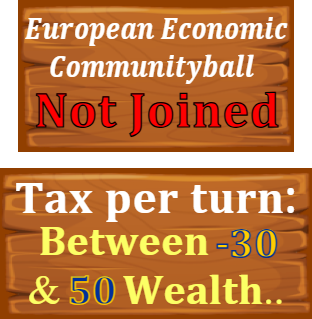 European Economic
Communityball
Not Joined
Tax per turn:
Between -30
& 50 Wealth..